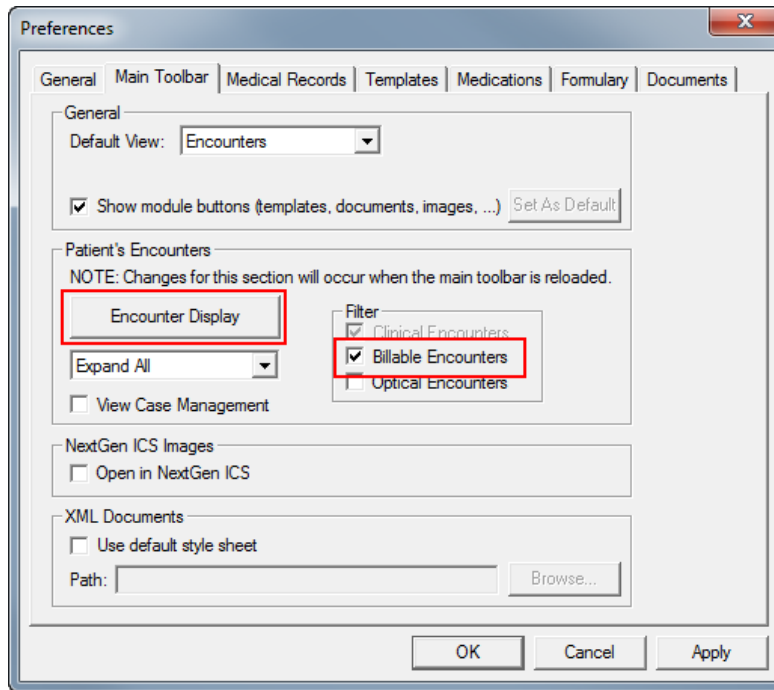 Preferences
X
General Main Toolbar Medical Records Templates Medications Formulary Documents
General
Default View: Encounters
Show module buttons (templates, documents, images, ...) Set As Default
Patient's Encounters
NOTE: Changes for this section will occur when the main toolbar is reloaded.
Encounter Display
Filter
Clinical Encounters
Expand All
Billable Encounters
Optical Encounters
View Case Management
NextGen ICS Images
Open in NextGen ICS
XML Documents
Use default style sheet
Path: Browse...
OK Cancel Apply